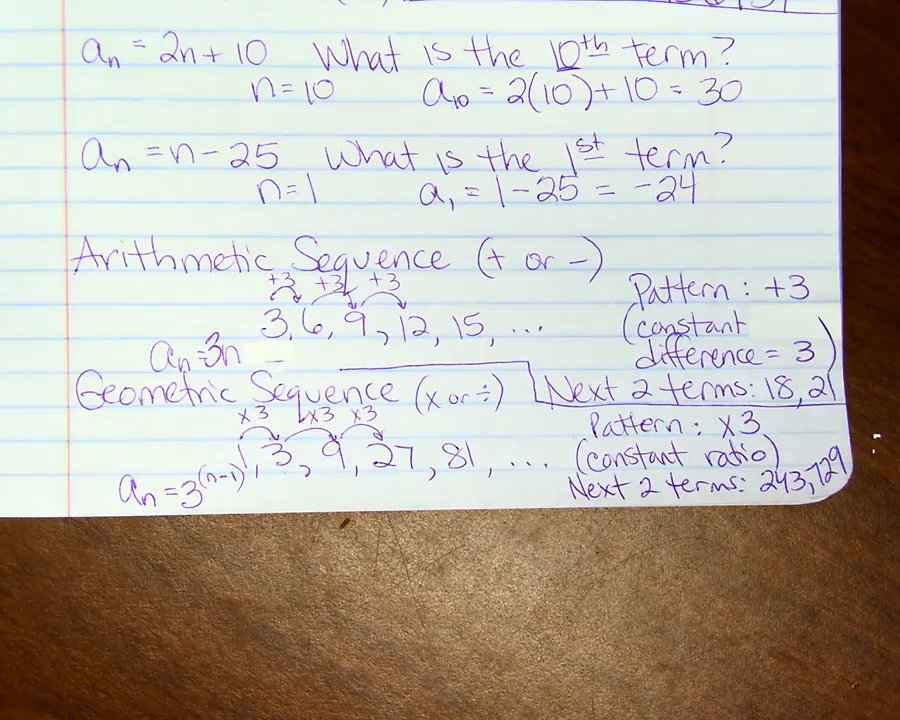 aₙ = 2n + 10 What is the 10th term?
n = 10 a₁₀ = 2(10) + 10 = 30
aₙ = n - 25 What is the 1st term?
n = 1 a₁ = 1 - 25 = -24
Arithmetic Sequence (+ or -)
+3 +3 +3
Pattern: +3
3, 6, 9, 12, 15, ...
(constant difference = 3)
aₙ = 3n
Next 2 terms: 18, 21
Geometric Sequence (x or ÷)
x3 x3 x3
Pattern: x3
1, 3, 9, 27, 81, ...
(constant ratio)
aₙ = 3⁽ⁿ⁻¹⁾
Next 2 terms: 243, 729